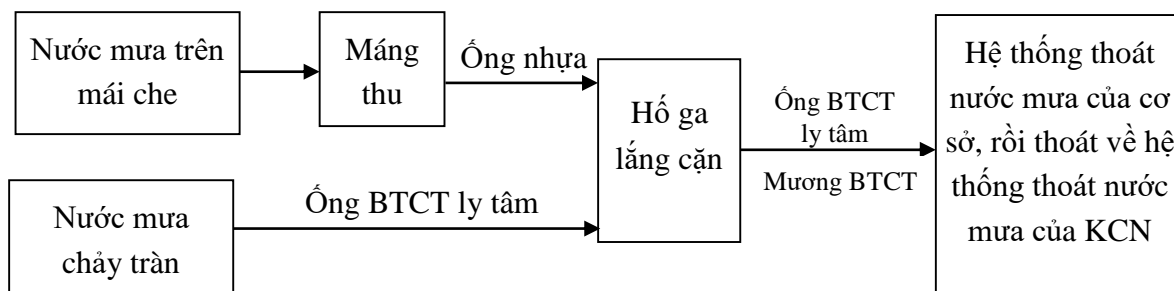 Nước mưa trên
mái che
Máng
thu
Ống nhựa
Hố ga
lắng cặn
Ống BTCT
ly tâm
Mương BTCT
Hệ thống thoát
nước mưa của cơ
sở, rồi thoát về hệ
thống thoát nước
mưa của KCN
Nước mưa
chảy tràn
Ống BTCT ly tâm